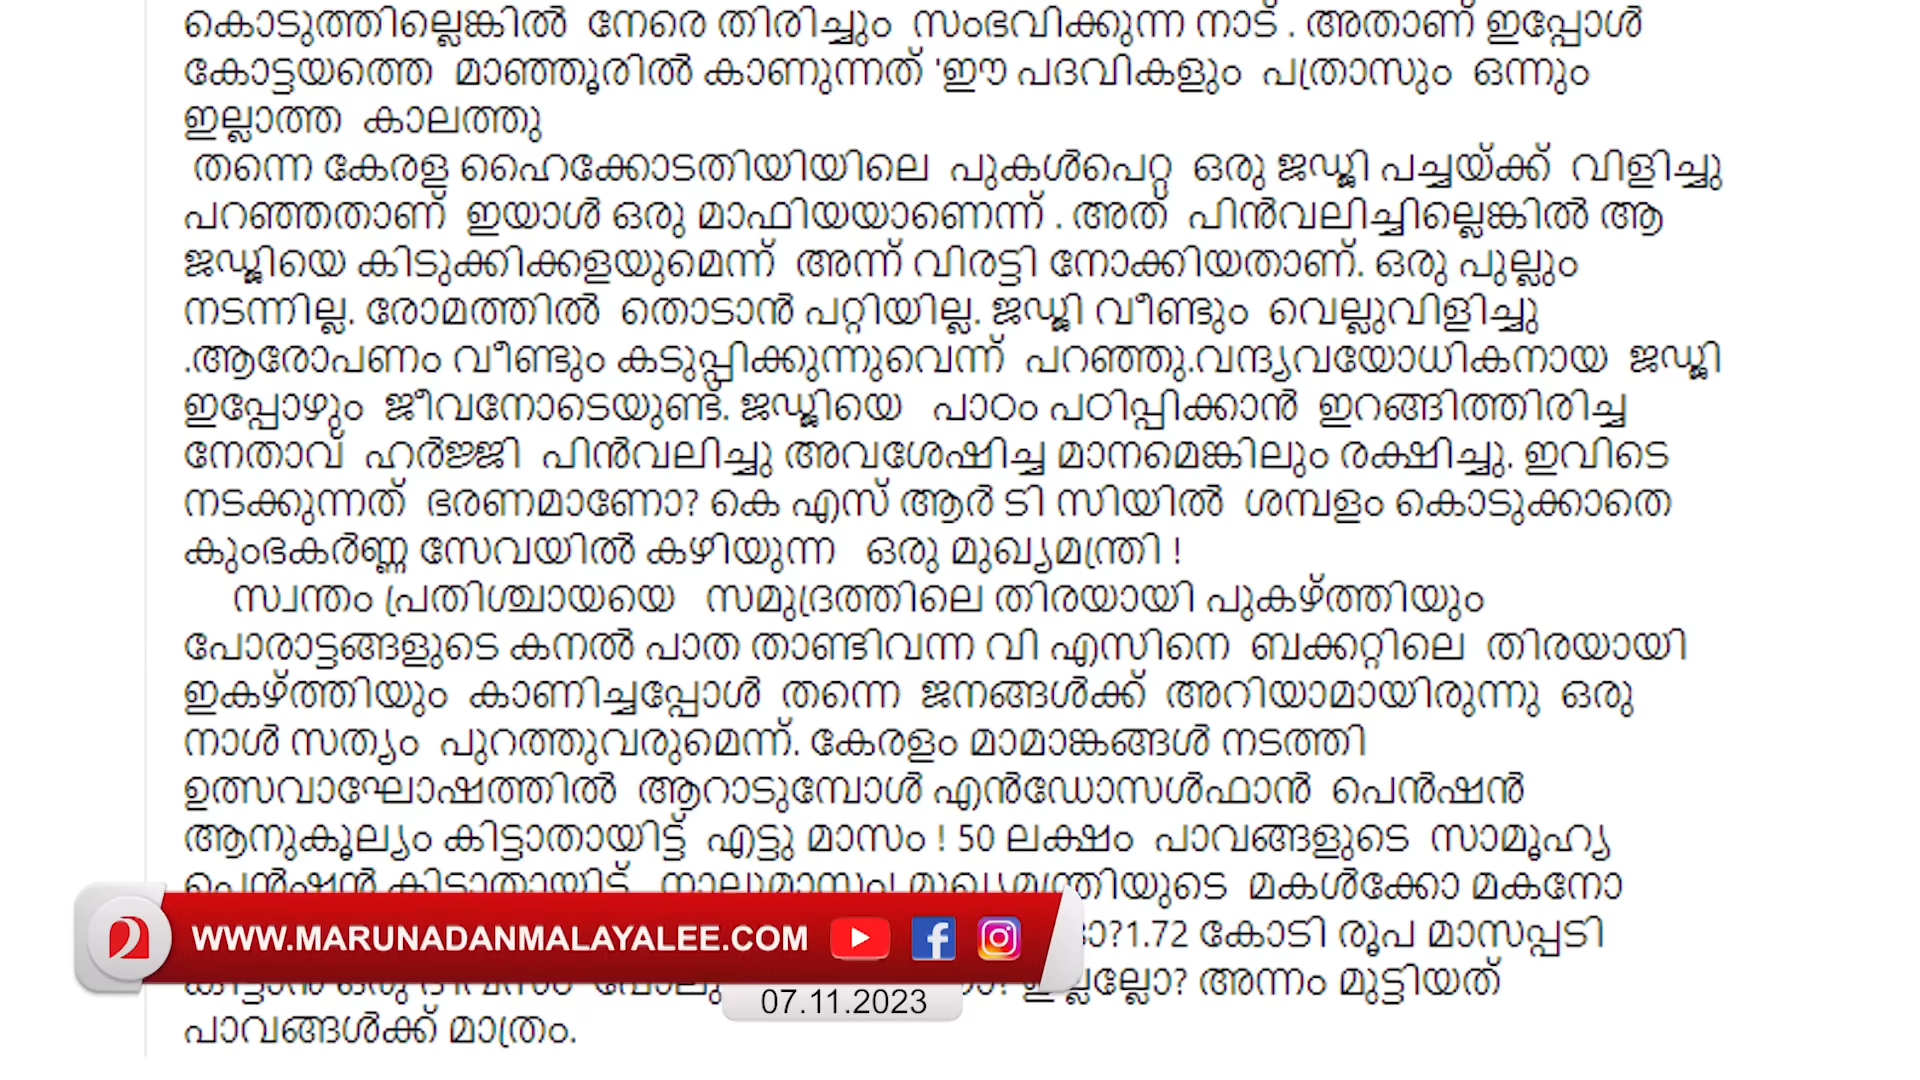 കൊടുത്തില്ലെങ്കിൽ നേരെ തിരിച്ചും സംഭവിക്കുന്ന നാട് . അതാണ് ഇപ്പോൾ
കോട്ടയത്തെ മാഞ്ഞൂരിൽ കാണുന്നത് 'ഈ പദവികളും പത്രാസും ഒന്നും
ഇല്ലാത്ത കാലത്തു
തന്നെ കേരള ഹൈക്കോടതിയിയിലെ പുകൾപെറ്റ ഒരു ജഡ്ജി പച്ചയ്ക്ക് വിളിച്ചു
പറഞ്ഞതാണ് ഇയാൾ ഒരു മാഫിയയാണെന്ന് . അത് പിൻവലിച്ചില്ലെങ്കിൽ ആ
ജഡ്ജിയെ കിടുക്കിക്കളയുമെന്ന് അന്ന് വിരട്ടി നോക്കിയതാണ്. ഒരു പുല്ലും
നടന്നില്ല. രോമത്തിൽ തൊടാൻ പറ്റിയില്ല. ജഡ്ജി വീണ്ടും വെല്ലുവിളിച്ചു
.ആരോപണം വീണ്ടും കടുപ്പിക്കുന്നുവെന്ന് പറഞ്ഞു.വന്ദ്യവയോധികനായ ജഡ്ജി
ഇപ്പോഴും ജീവനോടെയുണ്ട്. ജഡ്ജിയെ പാഠം പഠിപ്പിക്കാൻ ഇറങ്ങിത്തിരിച്ച
നേതാവ് ഹർജ്ജി പിൻവലിച്ചു അവശേഷിച്ച മാനമെങ്കിലും രക്ഷിച്ചു. ഇവിടെ
നടക്കുന്നത് ഭരണമാണോ? കെ എസ് ആർ ടി സിയിൽ ശമ്പളം കൊടുക്കാതെ
കുംഭകർണ്ണ സേവയിൽ കഴിയുന്ന ഒരു മുഖ്യമന്ത്രി !
സ്വന്തം പ്രതിശ്ചായയെ സമുദ്രത്തിലെ തിരയായി പുകഴ്ത്തിയും
പോരാട്ടങ്ങളുടെ കനൽ പാത താണ്ടിവന്ന വി എസിനെ ബക്കറ്റിലെ തിരയായി
ഇകഴ്ത്തിയും കാണിച്ചപ്പോൾ തന്നെ ജനങ്ങൾക്ക് അറിയാമായിരുന്നു ഒരു
നാൾ സത്യം പുറത്തുവരുമെന്ന്. കേരളം മാമാങ്കങ്ങൾ നടത്തി
ഉത്സവാഘോഷത്തിൽ ആറാടുമ്പോൾ എൻഡോസൾഫാൻ പെൻഷൻ
ആനുകൂല്യം കിട്ടാതായിട്ട് എട്ടു മാസം ! 50 ലക്ഷം പാവങ്ങളുടെ സാമൂഹ്യ
പെൻഷൻ കിട്ടാതായിട്ട് നാലുമാസം! മുഖ്യമന്ത്രിയുടെ മകൾക്കോ മകനോ
?1.72 കോടി രൂപ മാസപ്പടി
കിട്ടാൻ ഒരു ദിവസം പോലും ഇല്ലല്ലോ? അന്നം മുട്ടിയത്
പാവങ്ങൾക്ക് മാത്രം.
WWW.MARUNADANMALAYALEE.COM
07.11.2023